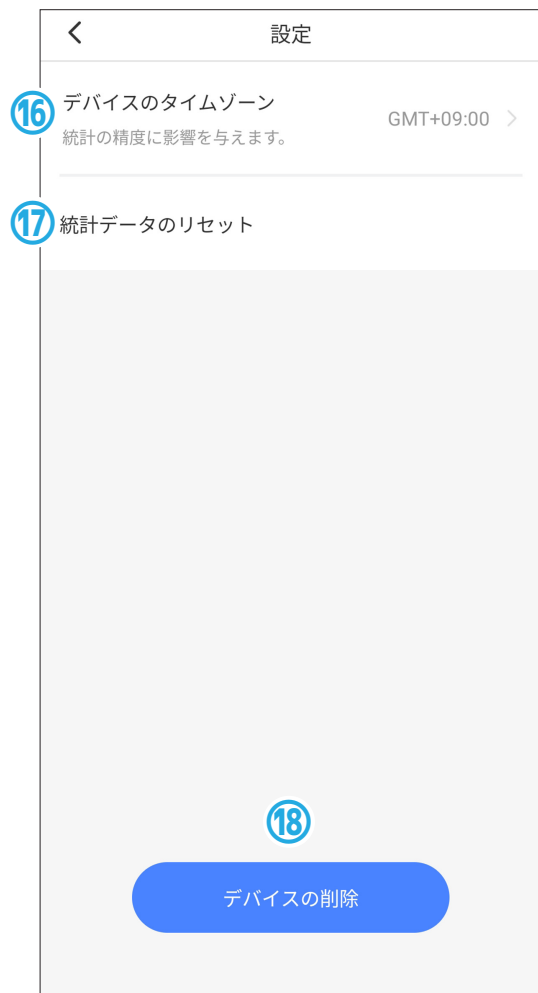 設定
⑯
デバイスのタイムゾーン
GMT+09:00
統計の精度に影響を与えます。
⑰
統計データのリセット
⑱
デバイスの削除